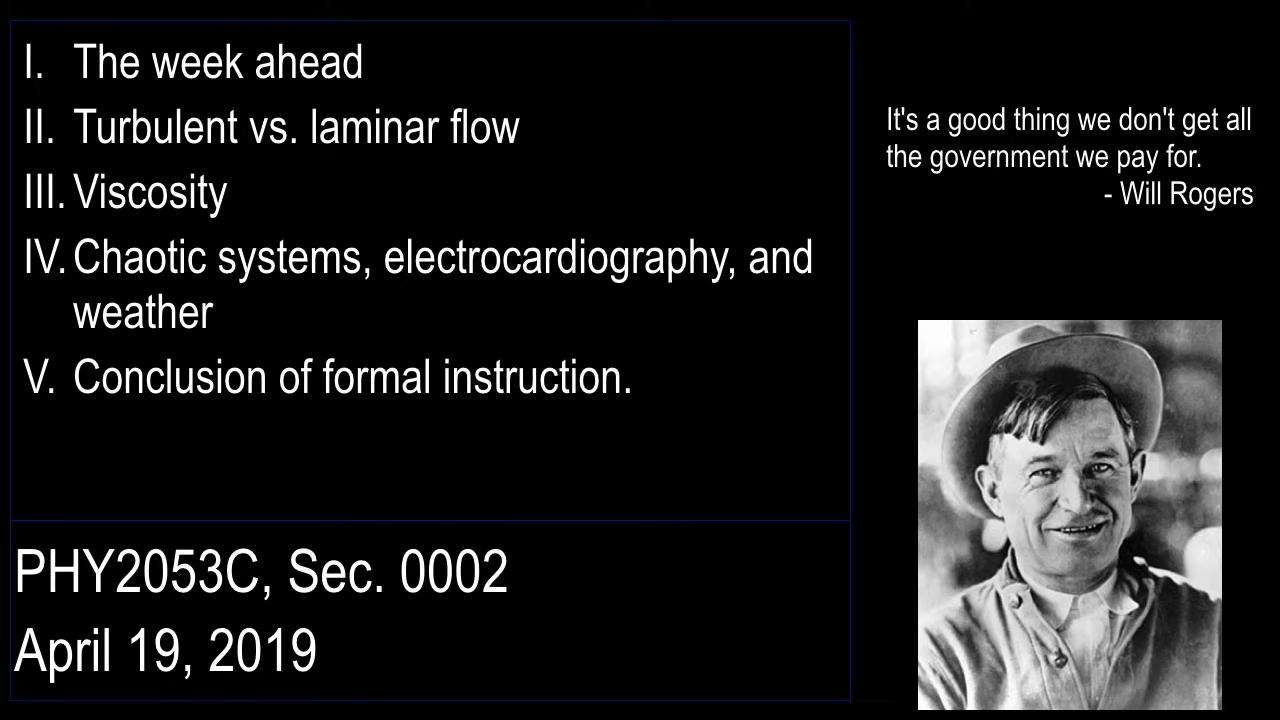 I. The week ahead
II. Turbulent vs. laminar flow
III. Viscosity
IV. Chaotic systems, electrocardiography, and
weather
V. Conclusion of formal instruction.
PHY2053C, Sec. 0002
April 19, 2019
It's a good thing we don't get all
the government we pay for.
- Will Rogers